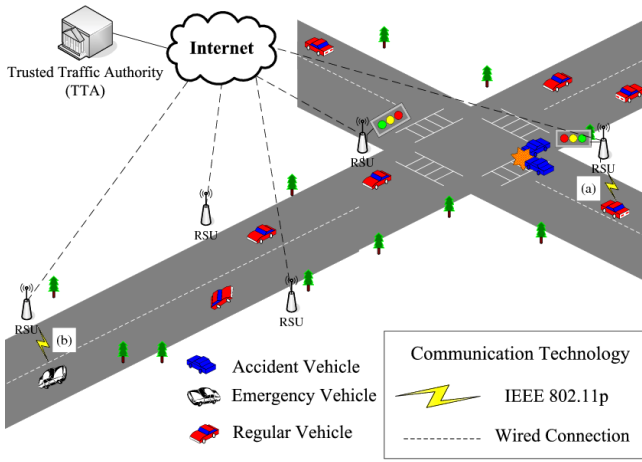 Internet
Trusted Traffic Authority
(TTA)
RSU
RSU
(a)
RSU
RSU
RSU
(b)
Accident Vehicle
Emergency Vehicle
Regular Vehicle
Communication Technology
IEEE 802.11p
Wired Connection